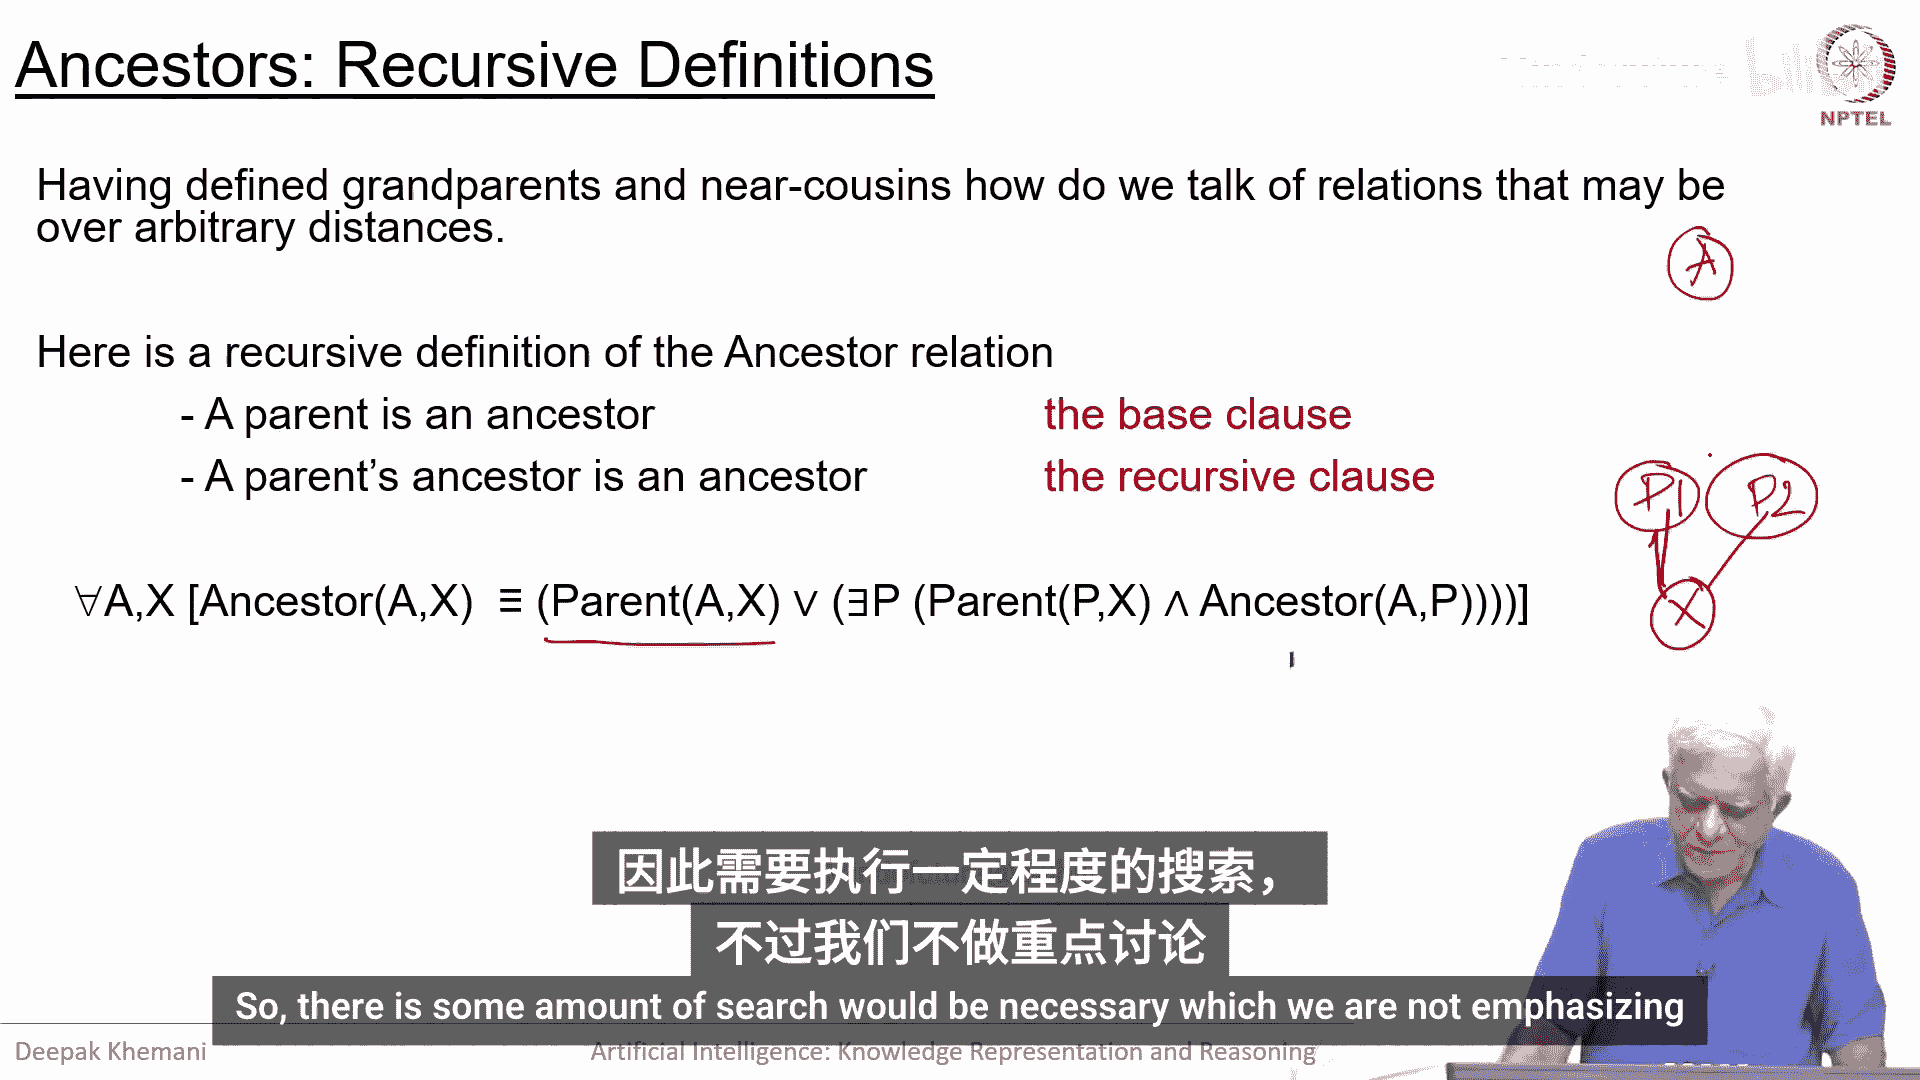 Ancestors: Recursive Definitions
NPTEL
Having defined grandparents and near-cousins how do we talk of relations that may be
over arbitrary distances.
A
Here is a recursive definition of the Ancestor relation
- A parent is an ancestor the base clause
- A parent’s ancestor is an ancestor the recursive clause
P1 P2
∀A,X [Ancestor(A,X) ≡ (Parent(A,X) ∨ (∃P (Parent(P,X) ∧ Ancestor(A,P))))]
X
因此需要执行一定程度的搜索，
不过我们不做重点讨论
So, there is some amount of search would be necessary which we are not emphasizing
Deepak Khemani Artificial Intelligence: Knowledge Representation and Reasoning